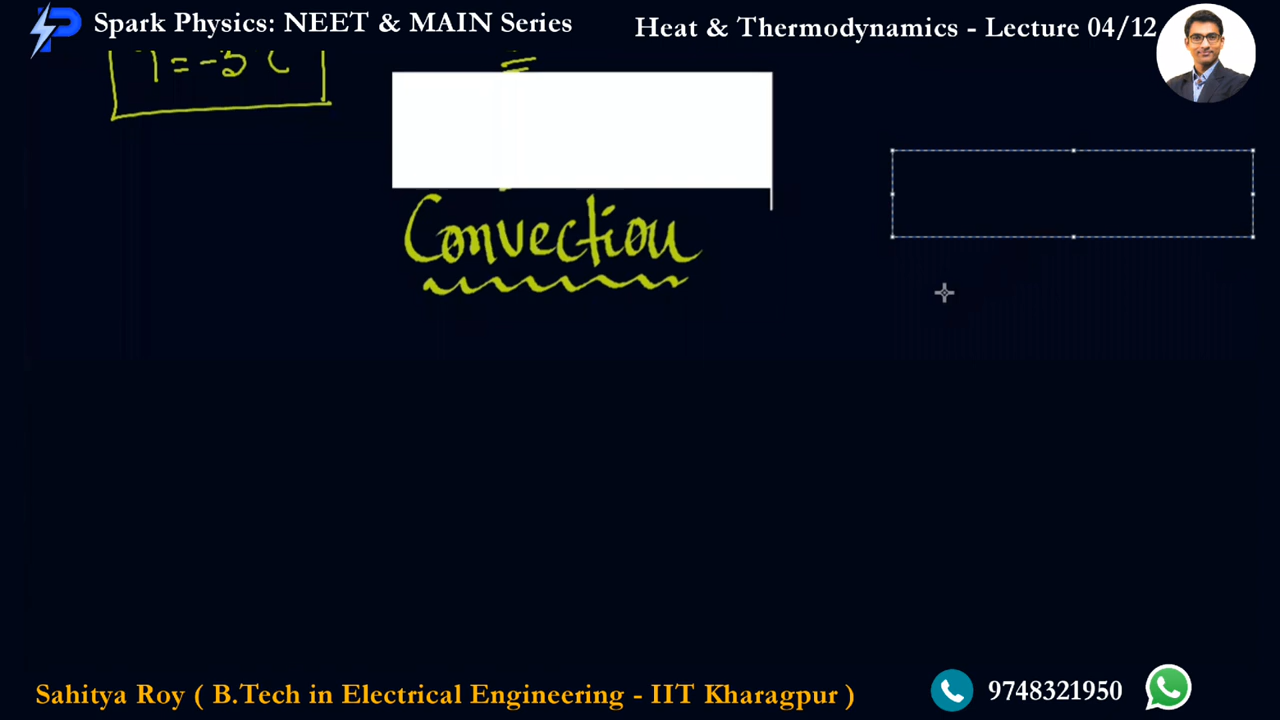 Spark Physics: NEET & MAIN Series
Heat & Thermodynamics - Lecture 04/12
Convection
Sahitya Roy ( B.Tech in Electrical Engineering - IIT Kharagpur )
9748321950